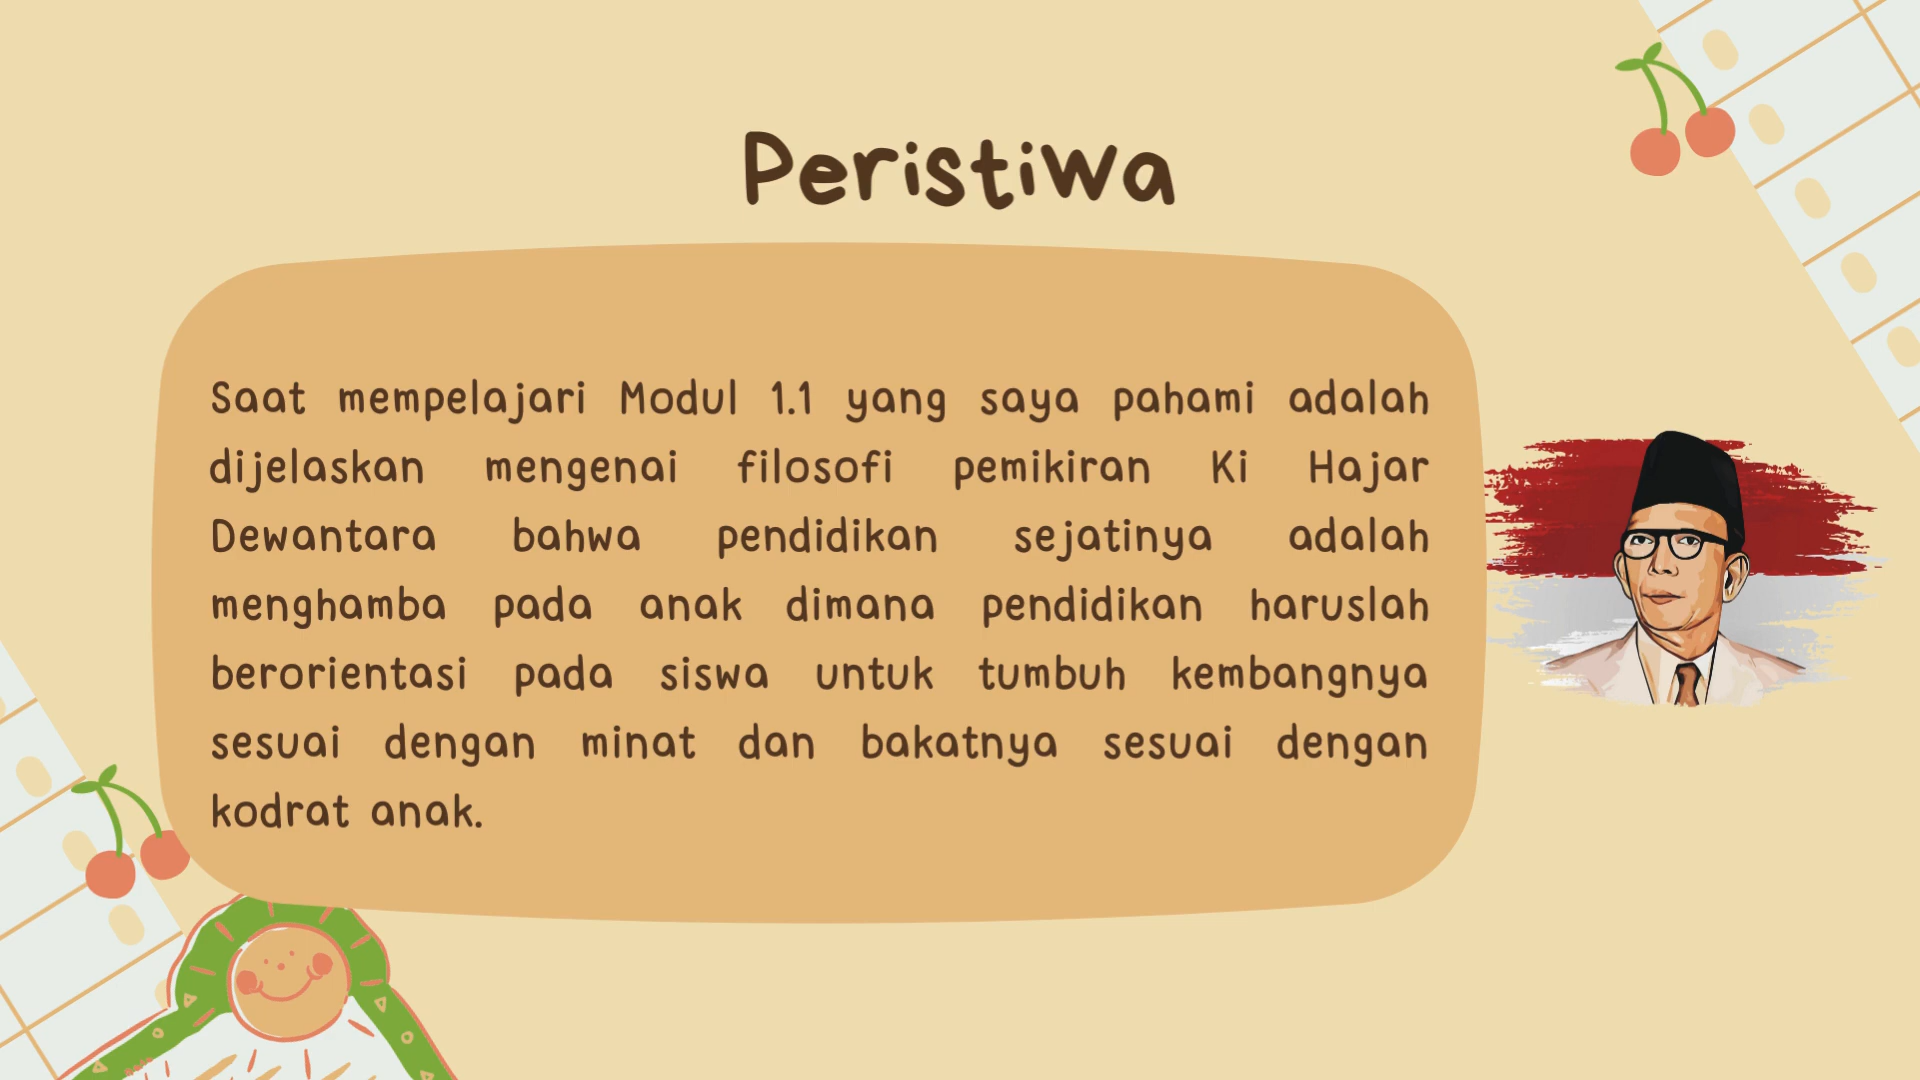 Peristiwa
Saat mempelajari Modul 1.1 yang saya pahami adalah
dijelaskan mengenai filosofi pemikiran Ki Hajar
Dewantara bahwa pendidikan sejatinya adalah
menghamba pada anak dimana pendidikan haruslah
berorientasi pada siswa untuk tumbuh kembangnya
sesuai dengan minat dan bakatnya sesuai dengan
kodrat anak.